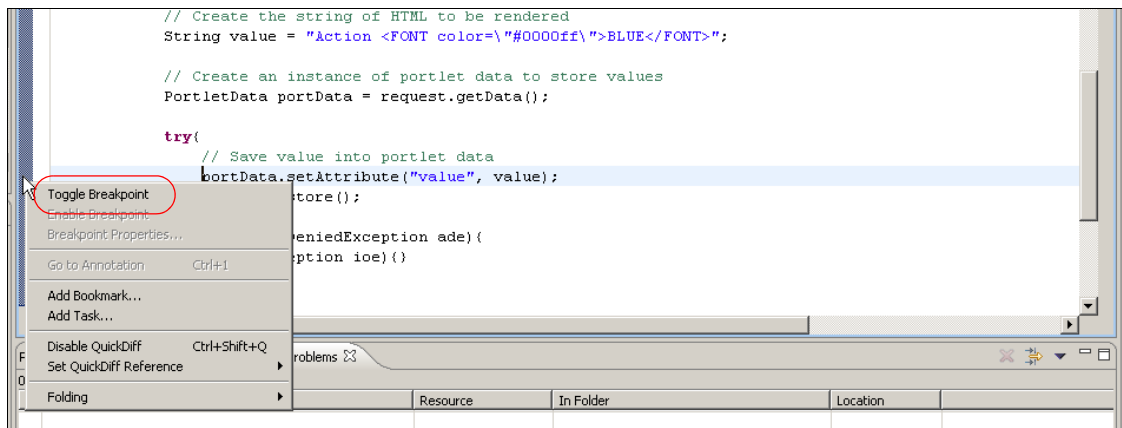 // Create the string of HTML to be rendered
String value = "Action <FONT color=\"#0000ff\">BLUE</FONT>";
// Create an instance of portlet data to store values
PortletData portData = request.getData();
try{
// Save value into portlet data
portData.setAttribute("value", value);
Toggle Breakpoint
store();
Enable Breakpoint
Breakpoint Properties...
eniedException ade){
Go to Annotation Ctrl+1
ption ioe){}
Add Bookmark...
Add Task...
Disable QuickDiff Ctrl+Shift+Q
roblems
Set QuickDiff Reference
0
Folding
Resource In Folder Location